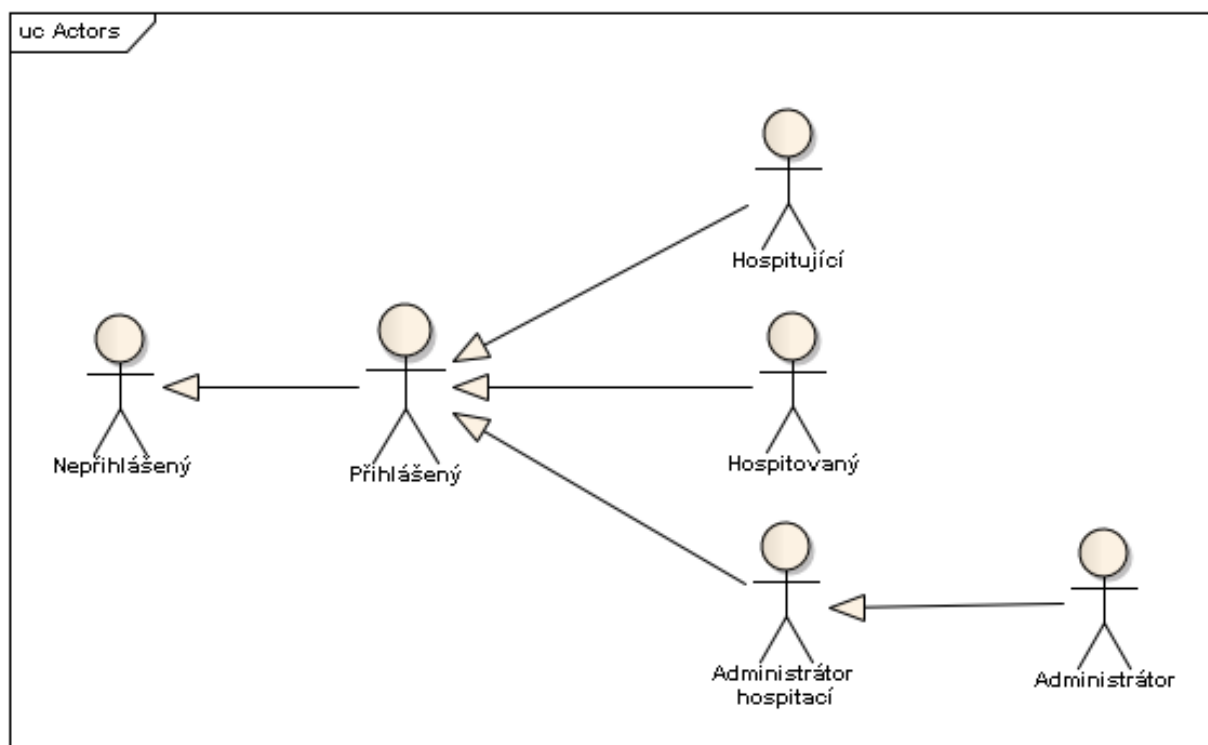 uc Actors
Hospitující
Nepřihlášený
Přihlášený
Hospitovaný
Administrátor
hospitací
Administrátor